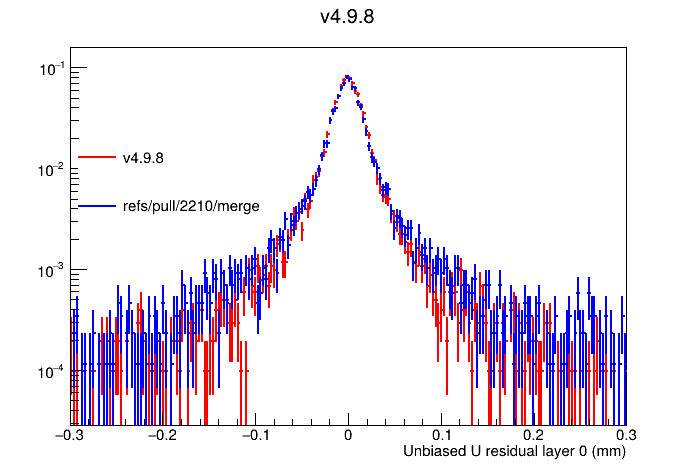 v4.9.8
10⁻¹
v4.9.8
10⁻²
refs/pull/2210/merge
10⁻³
10⁻⁴
−0.3 −0.2 −0.1 0 0.1 0.2 0.3
Unbiased U residual layer 0 (mm)